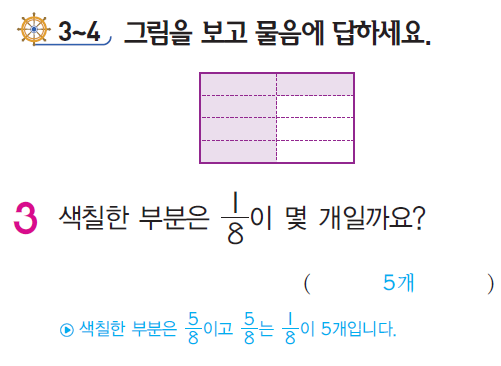 3~4 그림을 보고 물음에 답하세요.
3 색칠한 부분은 1/8이 몇 개일까요?
( 5개 )
색칠한 부분은 5/8이고 5/8는 1/8이 5개입니다.